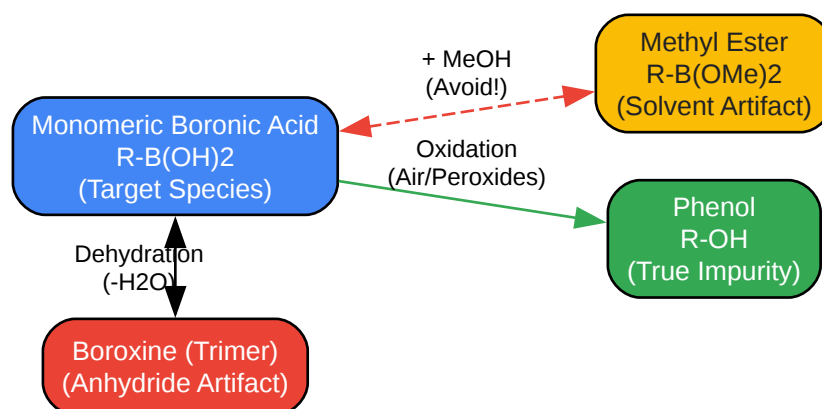 + MeOH
(Avoid!)
Methyl Ester
R-B(OMe)2
(Solvent Artifact)
Monomeric Boronic Acid
R-B(OH)2
(Target Species)
Oxidation
(Air/Peroxides)
Phenol
R-OH
(True Impurity)
Dehydration
(-H2O)
Boroxine (Trimer)
(Anhydride Artifact)